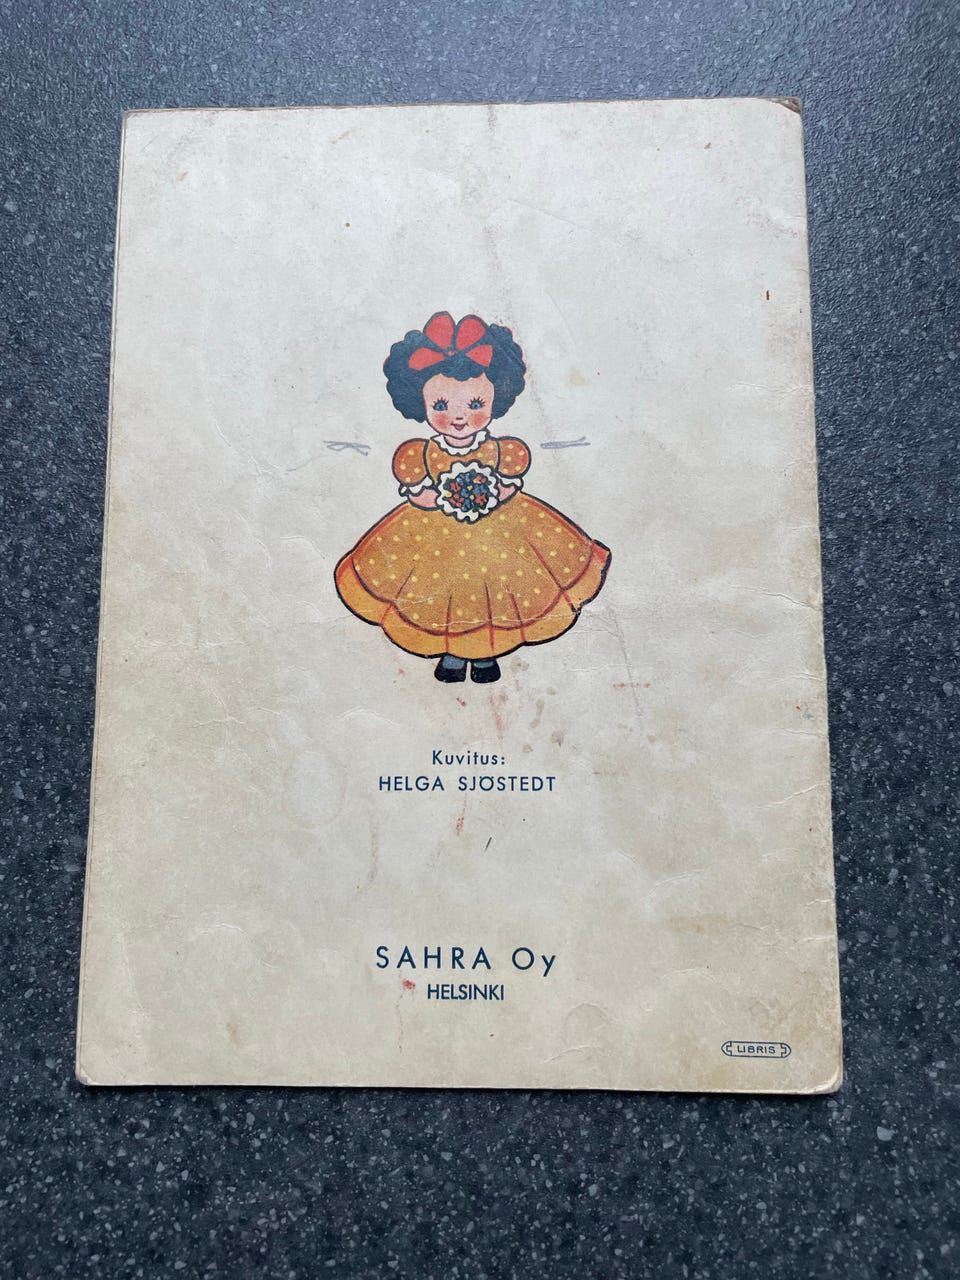 Kuvitus:
HELGA SJÖSTEDT
SAHRA Oy
HELSINKI
LIBRIS